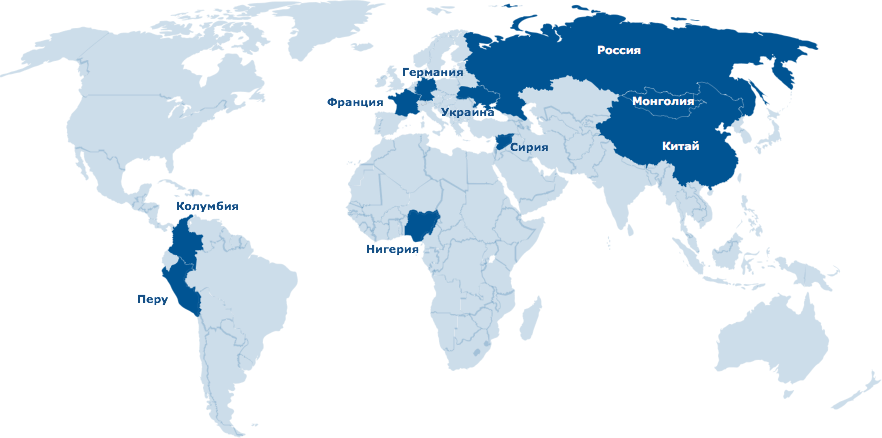 Россия
Германия
Франция
Монголия
Украина
Китай
Сирия
Колумбия
Нигерия
Перу